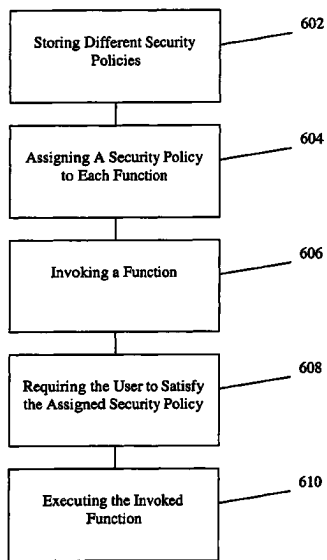 602
Storing Different Security
Policies
604
Assigning A Security Policy
to Each Function
606
Invoking a Function
608
Requiring the User to Satisfy
the Assigned Security Policy
610
Executing the Invoked
Function